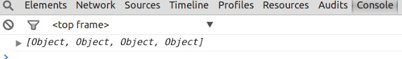 Elements Network Sources Timeline Profiles Resources Audits Console
<top frame>
[Object, Object, Object, Object]